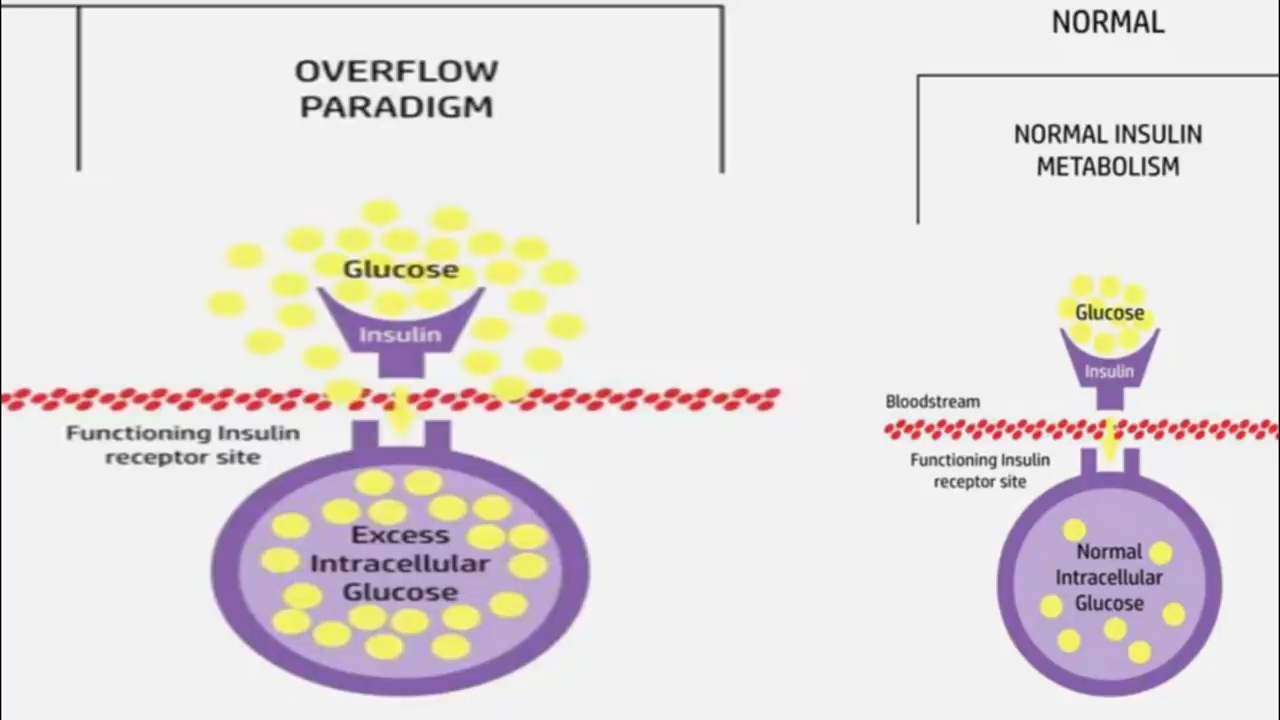 OVERFLOW
PARADIGM
Glucose
Insulin
Functioning Insulin
receptor site
Excess
Intracellular
Glucose
NORMAL
NORMAL INSULIN
METABOLISM
Glucose
Insulin
Bloodstream
Functioning Insulin
receptor site
Normal
Intracellular
Glucose